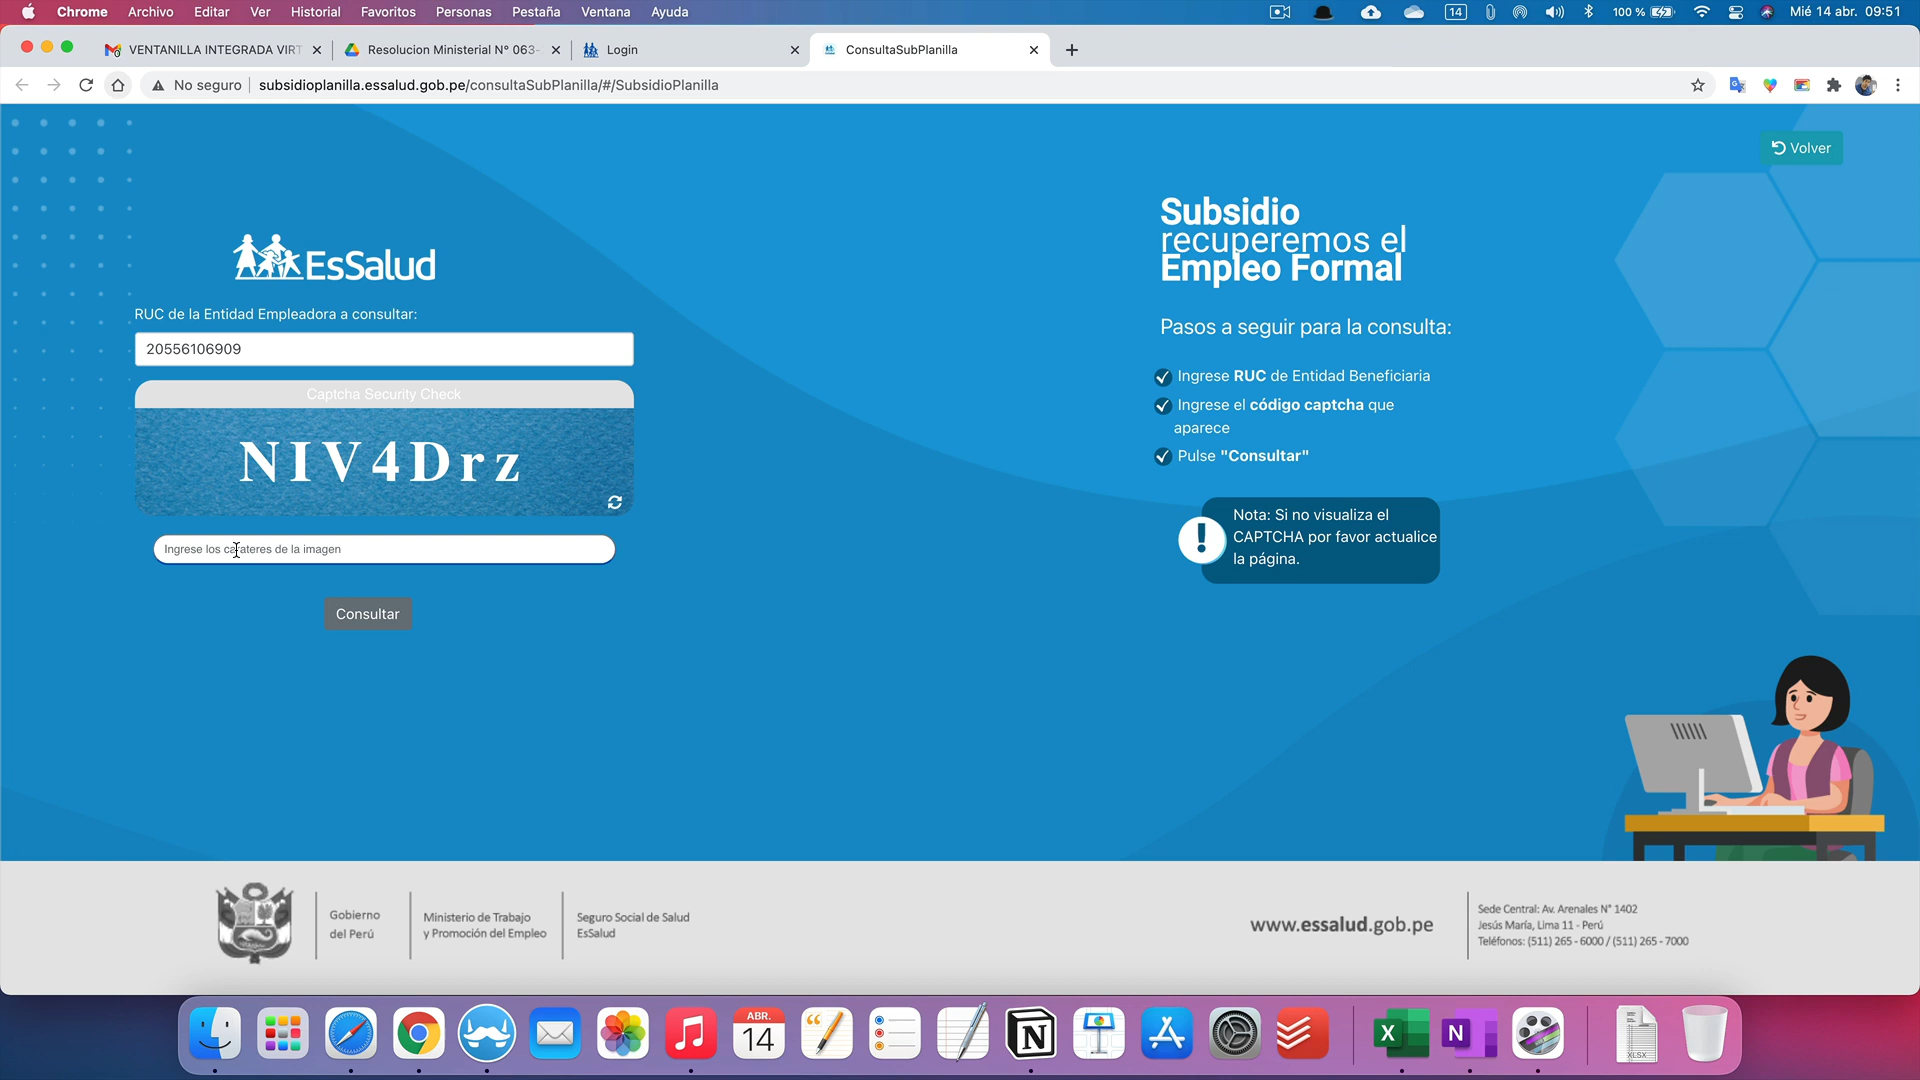 Chrome Archivo Editar Ver Historial Favoritos Personas Pestaña Ventana Ayuda
14 100 % Mié 14 abr. 09:51
VENTANILLA INTEGRADA VIRT
Resolucion Ministerial N° 063-
Login
ConsultaSubPlanilla
No seguro subsidioplanilla.essalud.gob.pe/consultaSubPlanilla/#/SubsidioPlanilla
Volver
EsSalud
RUC de la Entidad Empleadora a consultar:
20556106909
Captcha Security Check
NIV4Drz
Ingrese los carateres de la imagen
Consultar
Subsidio
recuperemos el
Empleo Formal
Pasos a seguir para la consulta:
Ingrese RUC de Entidad Beneficiaria
Ingrese el código captcha que
aparece
Pulse "Consultar"
Nota: Si no visualiza el
CAPTCHA por favor actualice
la página.
Gobierno
del Perú
Ministerio de Trabajo
y Promoción del Empleo
Seguro Social de Salud
EsSalud
www.essalud.gob.pe
Sede Central: Av. Arenales N° 1402
Jesús María, Lima 11 - Perú
Teléfonos: (511) 265 - 6000 / (511) 265 - 7000
ABR.
14
N
X
N
XLSX